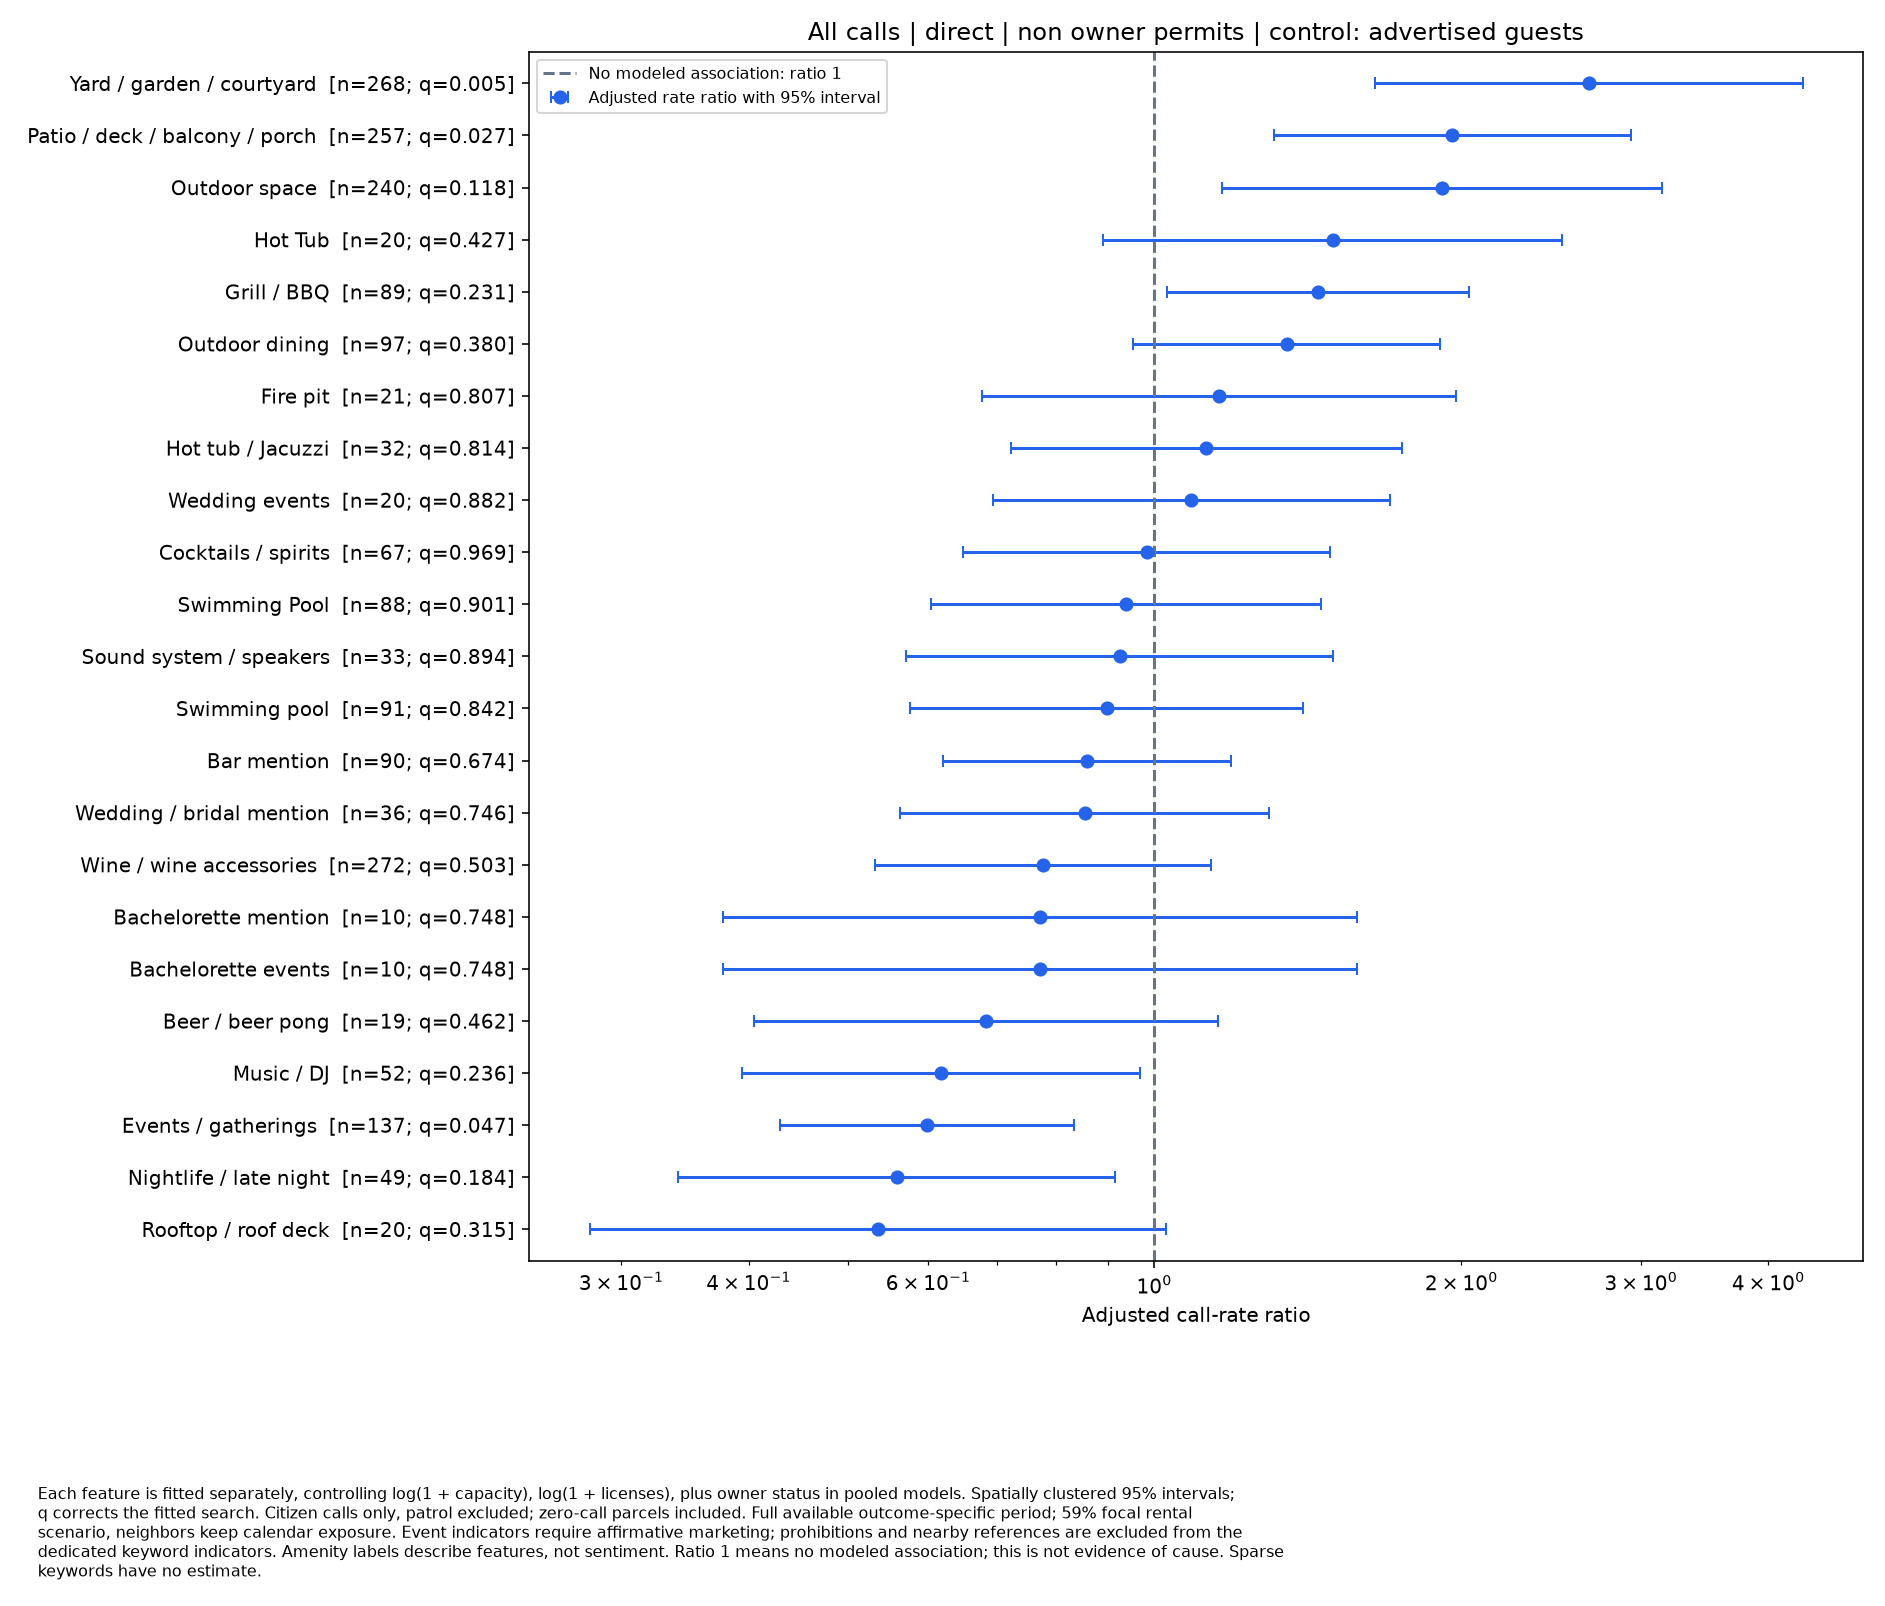 All calls | direct | non owner permits | control: advertised guests
No modeled association: ratio 1
Adjusted rate ratio with 95% interval
Yard / garden / courtyard [n=268; q=0.005]
Patio / deck / balcony / porch [n=257; q=0.027]
Outdoor space [n=240; q=0.118]
Hot Tub [n=20; q=0.427]
Grill / BBQ [n=89; q=0.231]
Outdoor dining [n=97; q=0.380]
Fire pit [n=21; q=0.807]
Hot tub / Jacuzzi [n=32; q=0.814]
Wedding events [n=20; q=0.882]
Cocktails / spirits [n=67; q=0.969]
Swimming Pool [n=88; q=0.901]
Sound system / speakers [n=33; q=0.894]
Swimming pool [n=91; q=0.842]
Bar mention [n=90; q=0.674]
Wedding / bridal mention [n=36; q=0.746]
Wine / wine accessories [n=272; q=0.503]
Bachelorette mention [n=10; q=0.748]
Bachelorette events [n=10; q=0.748]
Beer / beer pong [n=19; q=0.462]
Music / DJ [n=52; q=0.236]
Events / gatherings [n=137; q=0.047]
Nightlife / late night [n=49; q=0.184]
Rooftop / roof deck [n=20; q=0.315]
3 × 10⁻¹ 4 × 10⁻¹ 6 × 10⁻¹ 10⁰ 2 × 10⁰ 3 × 10⁰ 4 × 10⁰
Adjusted call-rate ratio
Each feature is fitted separately, controlling log(1 + capacity), log(1 + licenses), plus owner status in pooled models. Spatially clustered 95% intervals;
q corrects the fitted search. Citizen calls only, patrol excluded; zero-call parcels included. Full available outcome-specific period; 59% focal rental
scenario, neighbors keep calendar exposure. Event indicators require affirmative marketing; prohibitions and nearby references are excluded from the
dedicated keyword indicators. Amenity labels describe features, not sentiment. Ratio 1 means no modeled association; this is not evidence of cause. Sparse
keywords have no estimate.